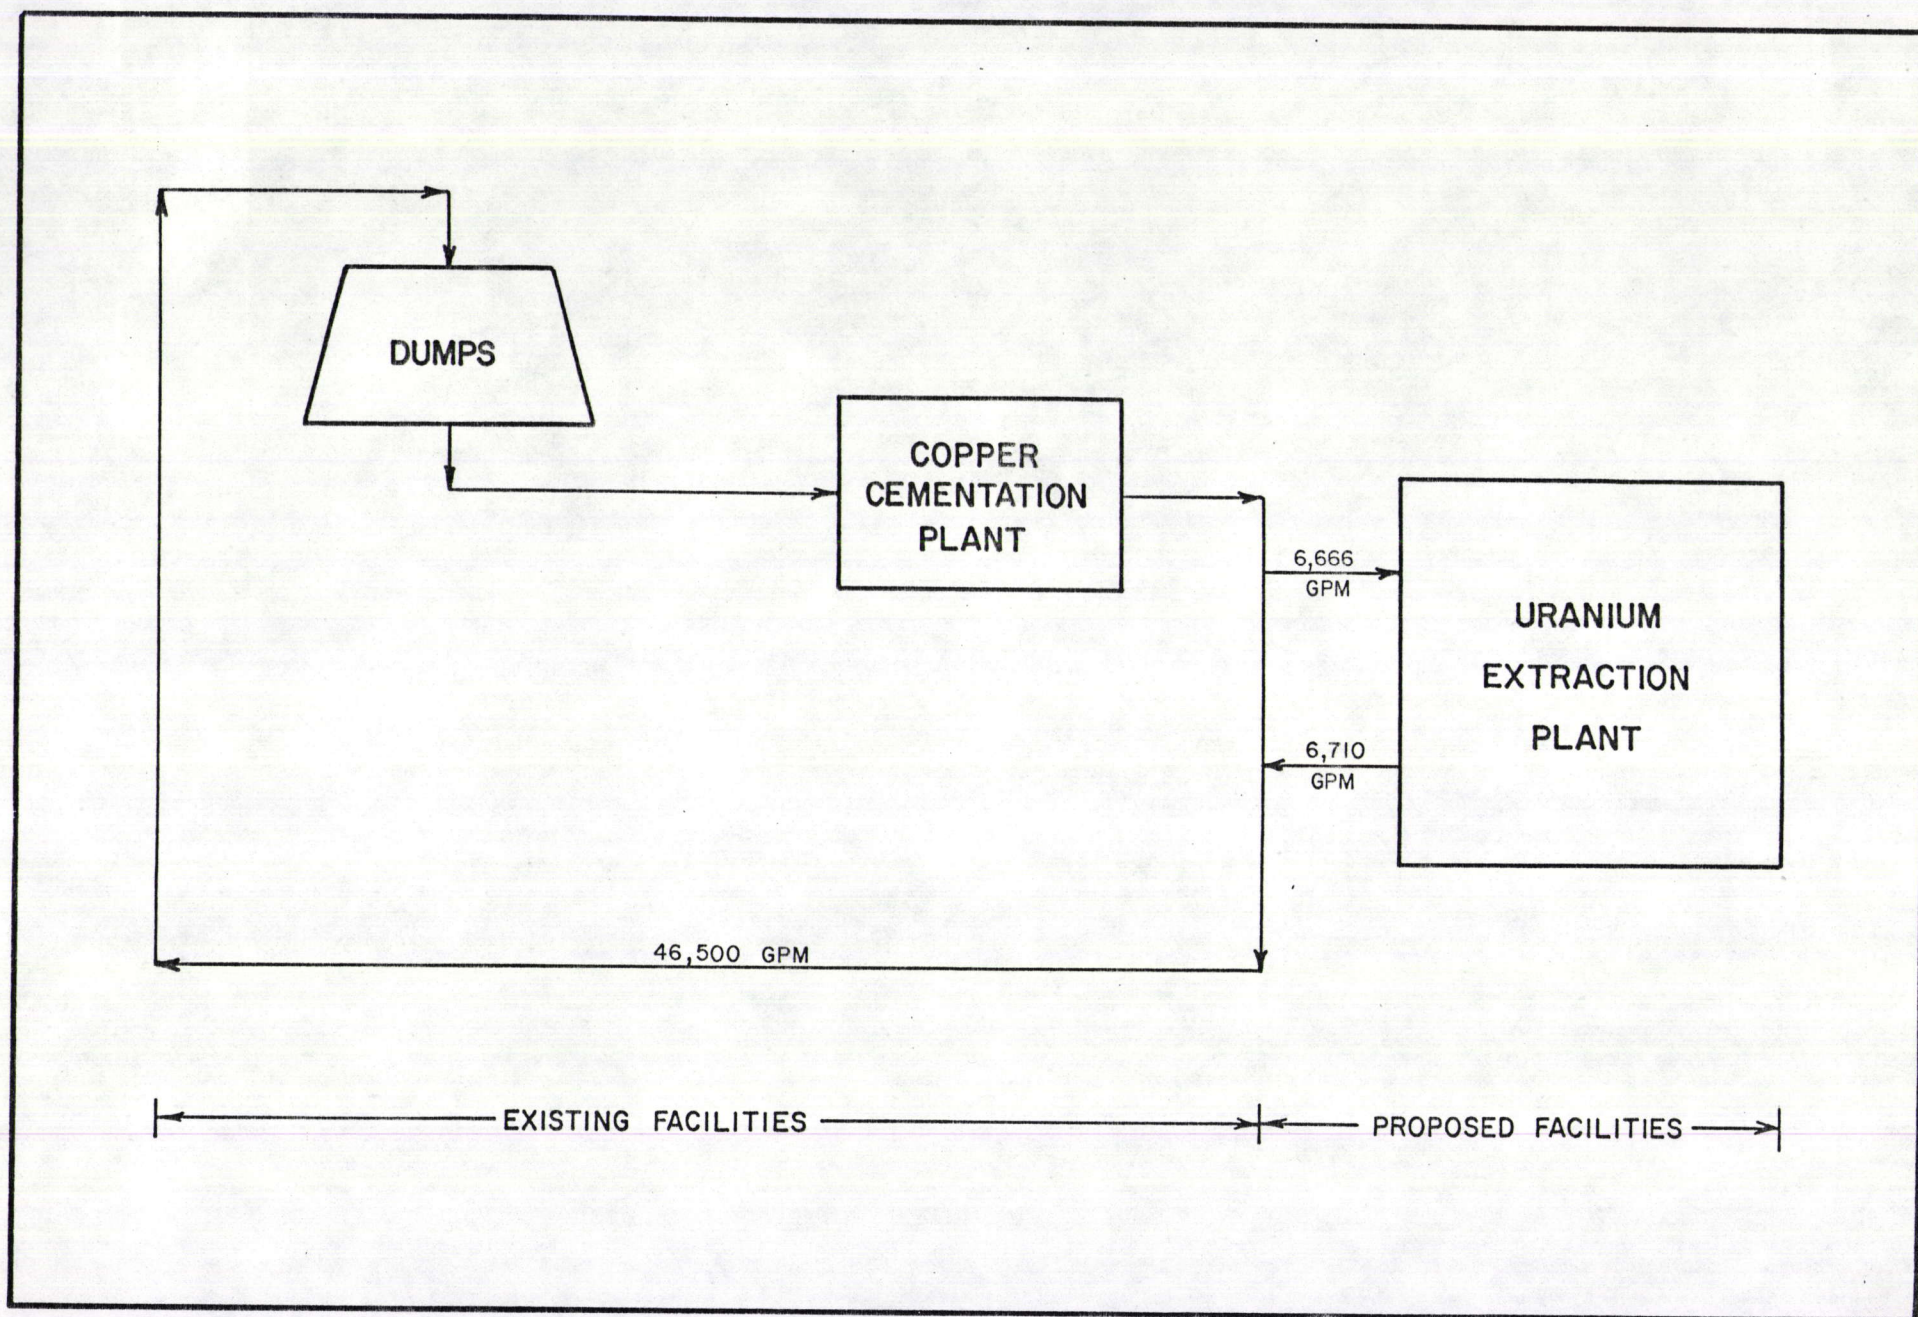 DUMPS
COPPER
CEMENTATION
PLANT
6,666
GPM
URANIUM
EXTRACTION
PLANT
6,710
GPM
46,500 GPM
EXISTING FACILITIES
PROPOSED FACILITIES